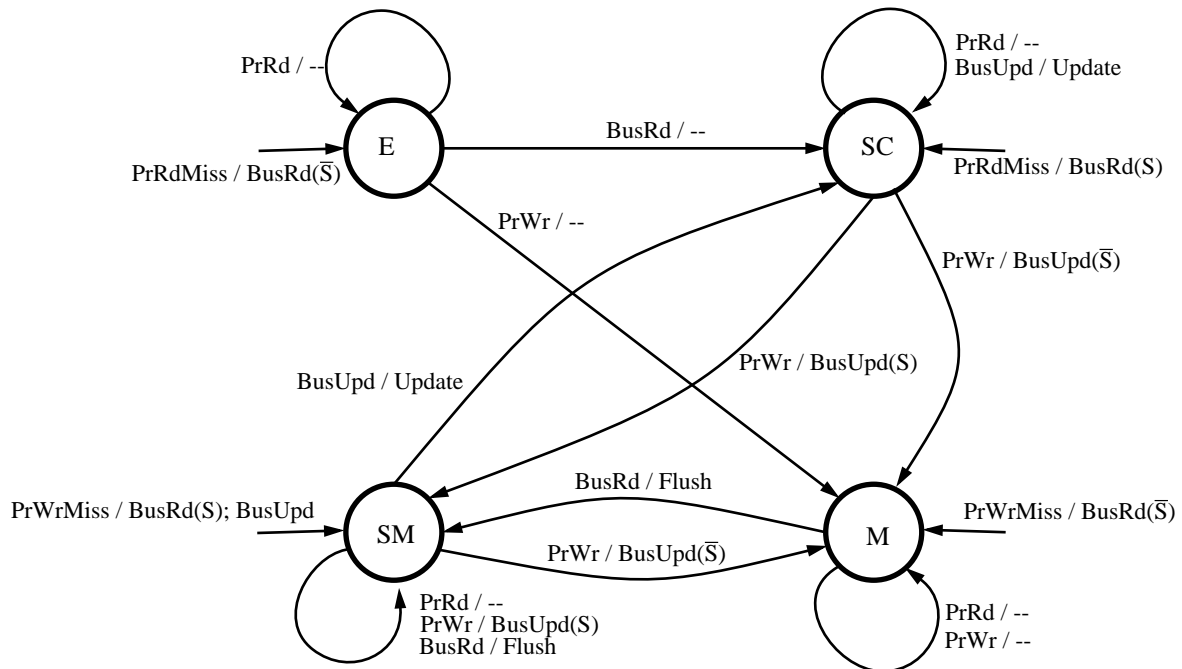 PrRd / --
PrRd / --
BusUpd / Update
E
BusRd / --
SC
PrRdMiss / BusRd(S̅)
PrRdMiss / BusRd(S)
PrWr / --
PrWr / BusUpd(S̅)
BusUpd / Update
PrWr / BusUpd(S)
BusRd / Flush
PrWrMiss / BusRd(S); BusUpd
SM
M
PrWrMiss / BusRd(S̅)
PrWr / BusUpd(S̅)
PrRd / --
PrWr / BusUpd(S)
BusRd / Flush
PrRd / --
PrWr / --